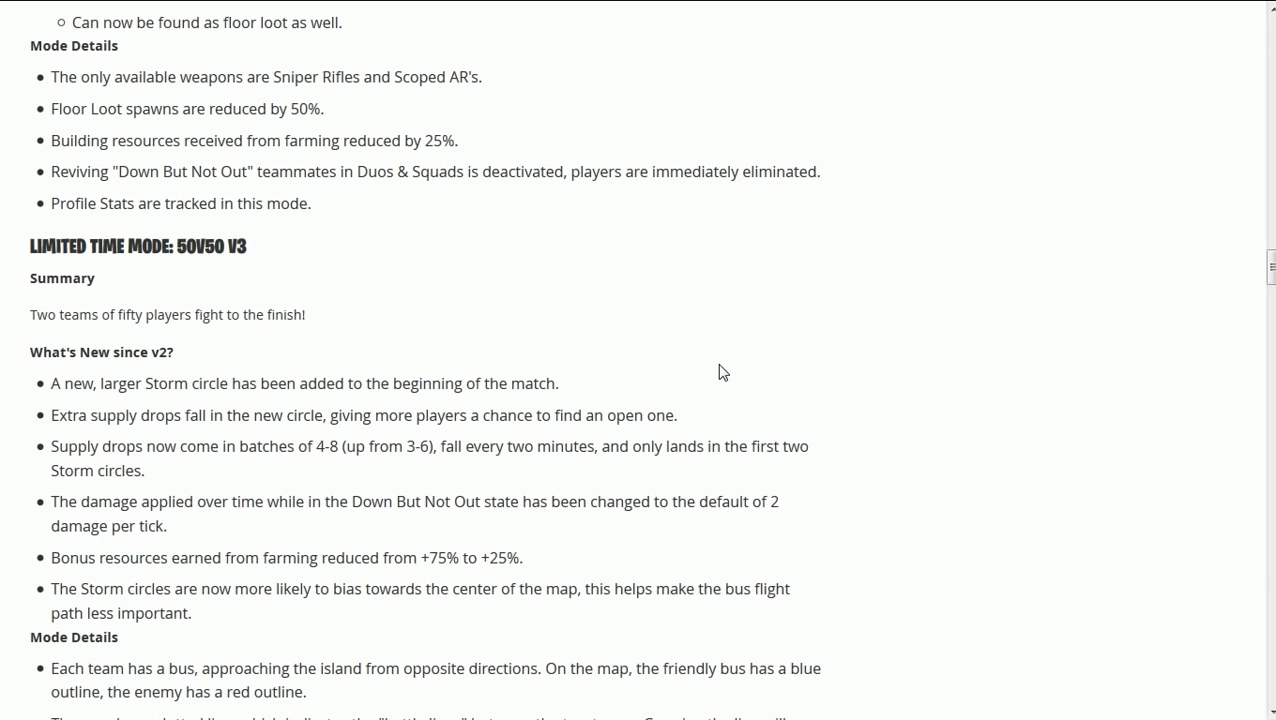 Can now be found as floor loot as well.
Mode Details
The only available weapons are Sniper Rifles and Scoped AR's.
Floor Loot spawns are reduced by 50%.
Building resources received from farming reduced by 25%.
Reviving "Down But Not Out" teammates in Duos & Squads is deactivated, players are immediately eliminated.
Profile Stats are tracked in this mode.
LIMITED TIME MODE: 50V50 V3
Summary
Two teams of fifty players fight to the finish!
What's New since v2?
A new, larger Storm circle has been added to the beginning of the match.
Extra supply drops fall in the new circle, giving more players a chance to find an open one.
Supply drops now come in batches of 4-8 (up from 3-6), fall every two minutes, and only lands in the first two
Storm circles.
The damage applied over time while in the Down But Not Out state has been changed to the default of 2
damage per tick.
Bonus resources earned from farming reduced from +75% to +25%.
The Storm circles are now more likely to bias towards the center of the map, this helps make the bus flight
path less important.
Mode Details
Each team has a bus, approaching the island from opposite directions. On the map, the friendly bus has a blue
outline, the enemy has a red outline.